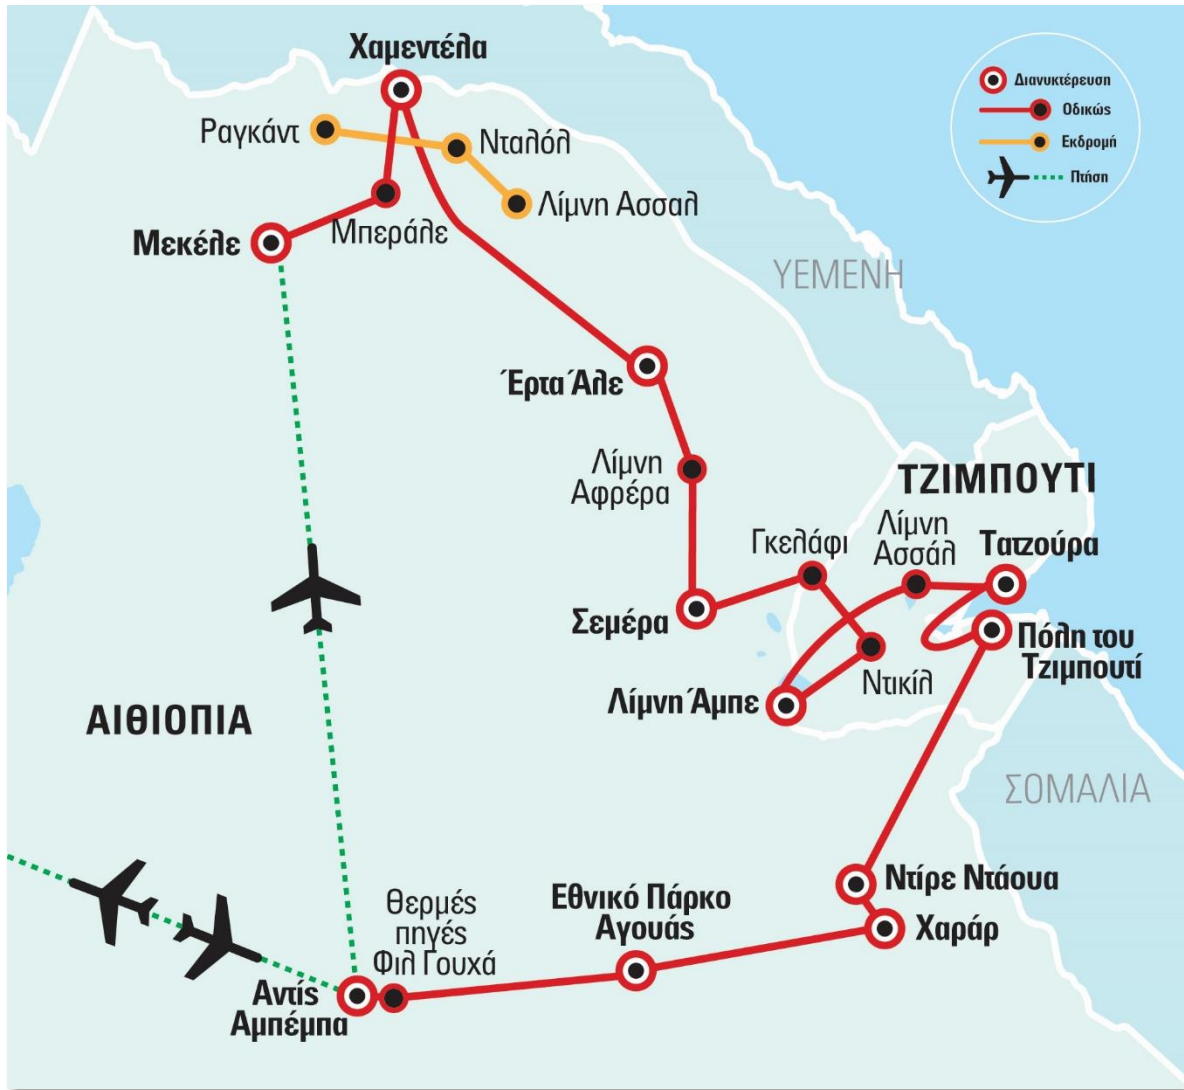 Χαμεντέλα
Διανυκτέρευση
Οδικώς
Εκδρομή
Πτήση
Ραγκάντ
Νταλόλ
Λίμνη Ασσαλ
Μπεράλε
Μεκέλε
ΥΕΜΕΝΗ
Έρτα Άλε
Λίμνη
Αφρέρα
ΤΖΙΜΠΟΥΤΙ
Γκελάφι
Λίμνη
Ασσάλ
Τατζούρα
Σεμέρα
Πόλη του
Τζιμπουτί
Ντικίλ
Λίμνη Άμπε
ΑΙΘΙΟΠΙΑ
ΣΟΜΑΛΙΑ
Ντίρε Ντάουα
Χαράρ
Εθνικό Πάρκο
Αγουάς
Θερμές
πηγές
Φιλ Γουχά
Αντίς
Αμπέμπα